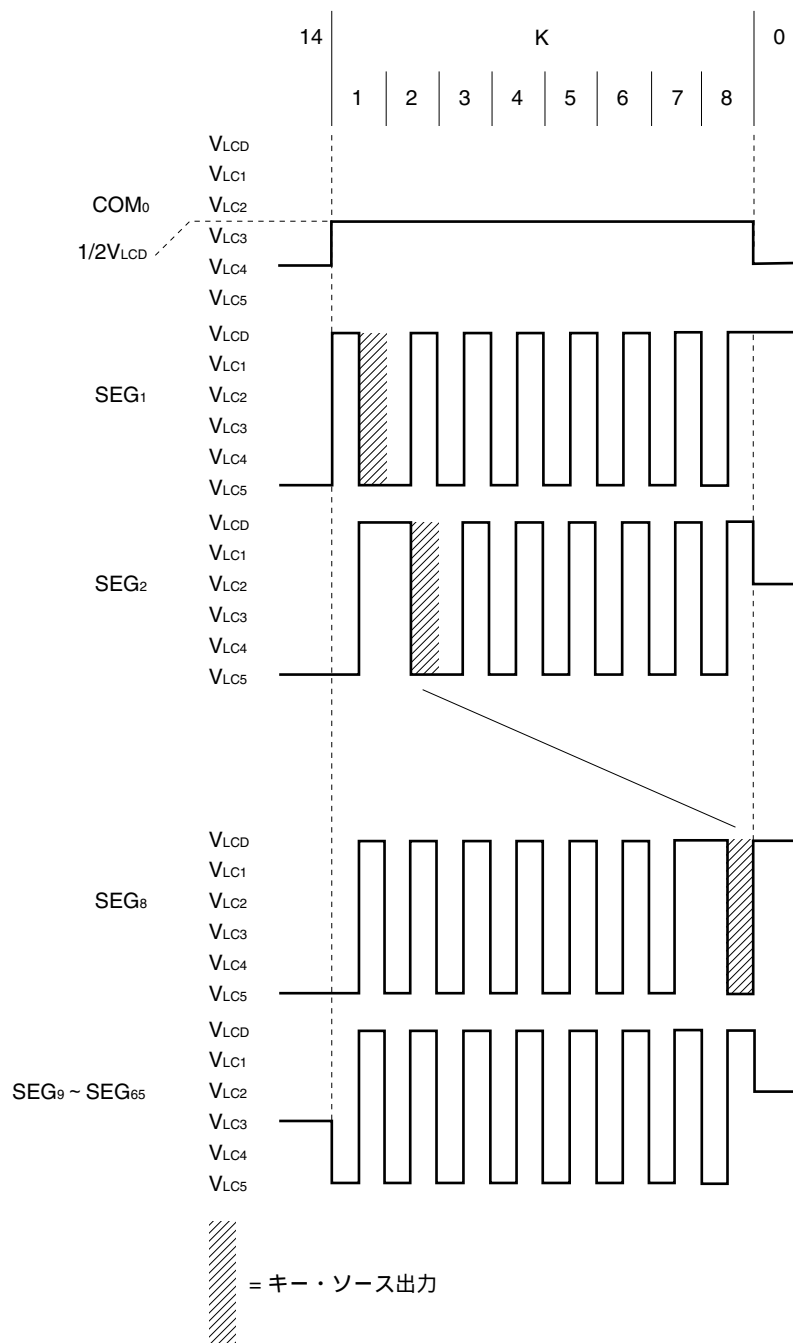 14 K 0
1 2 3 4 5 6 7 8
VLCD
VLC1
COM0 VLC2
1/2VLCD VLC3
VLC4
VLC5
VLCD
VLC1
SEG1 VLC2
VLC3
VLC4
VLC5
VLCD
VLC1
SEG2 VLC2
VLC3
VLC4
VLC5
VLCD
VLC1
SEG8 VLC2
VLC3
VLC4
VLC5
VLCD
VLC1
SEG9 ~ SEG65 VLC2
VLC3
VLC4
VLC5
= キー・ソース出力